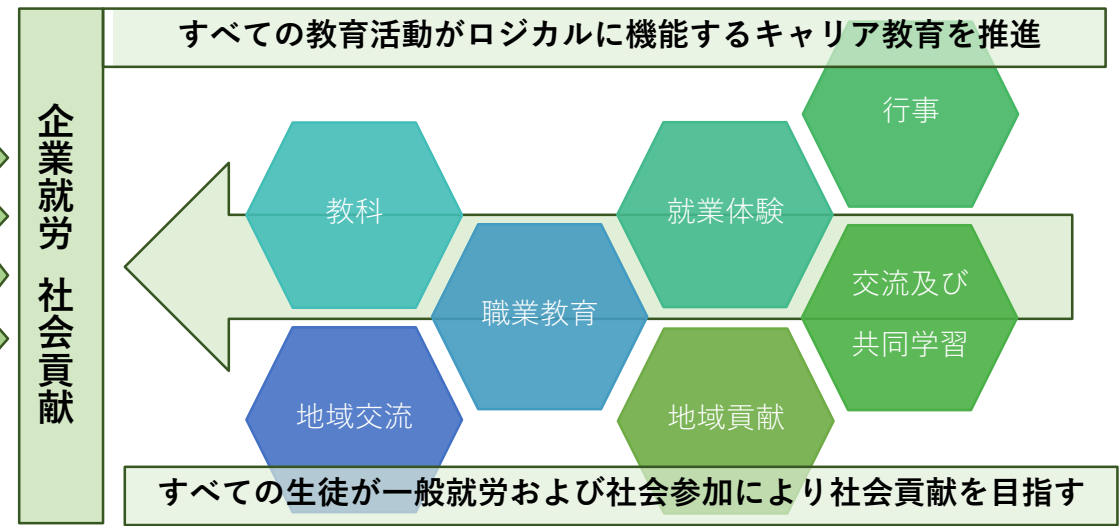 すべての教育活動がロジカルに機能するキャリア教育を推進
企業就労 社会貢献
行事
教科
就業体験
職業教育
交流及び
共同学習
地域交流
地域貢献
すべての生徒が一般就労および社会参加により社会貢献を目指す